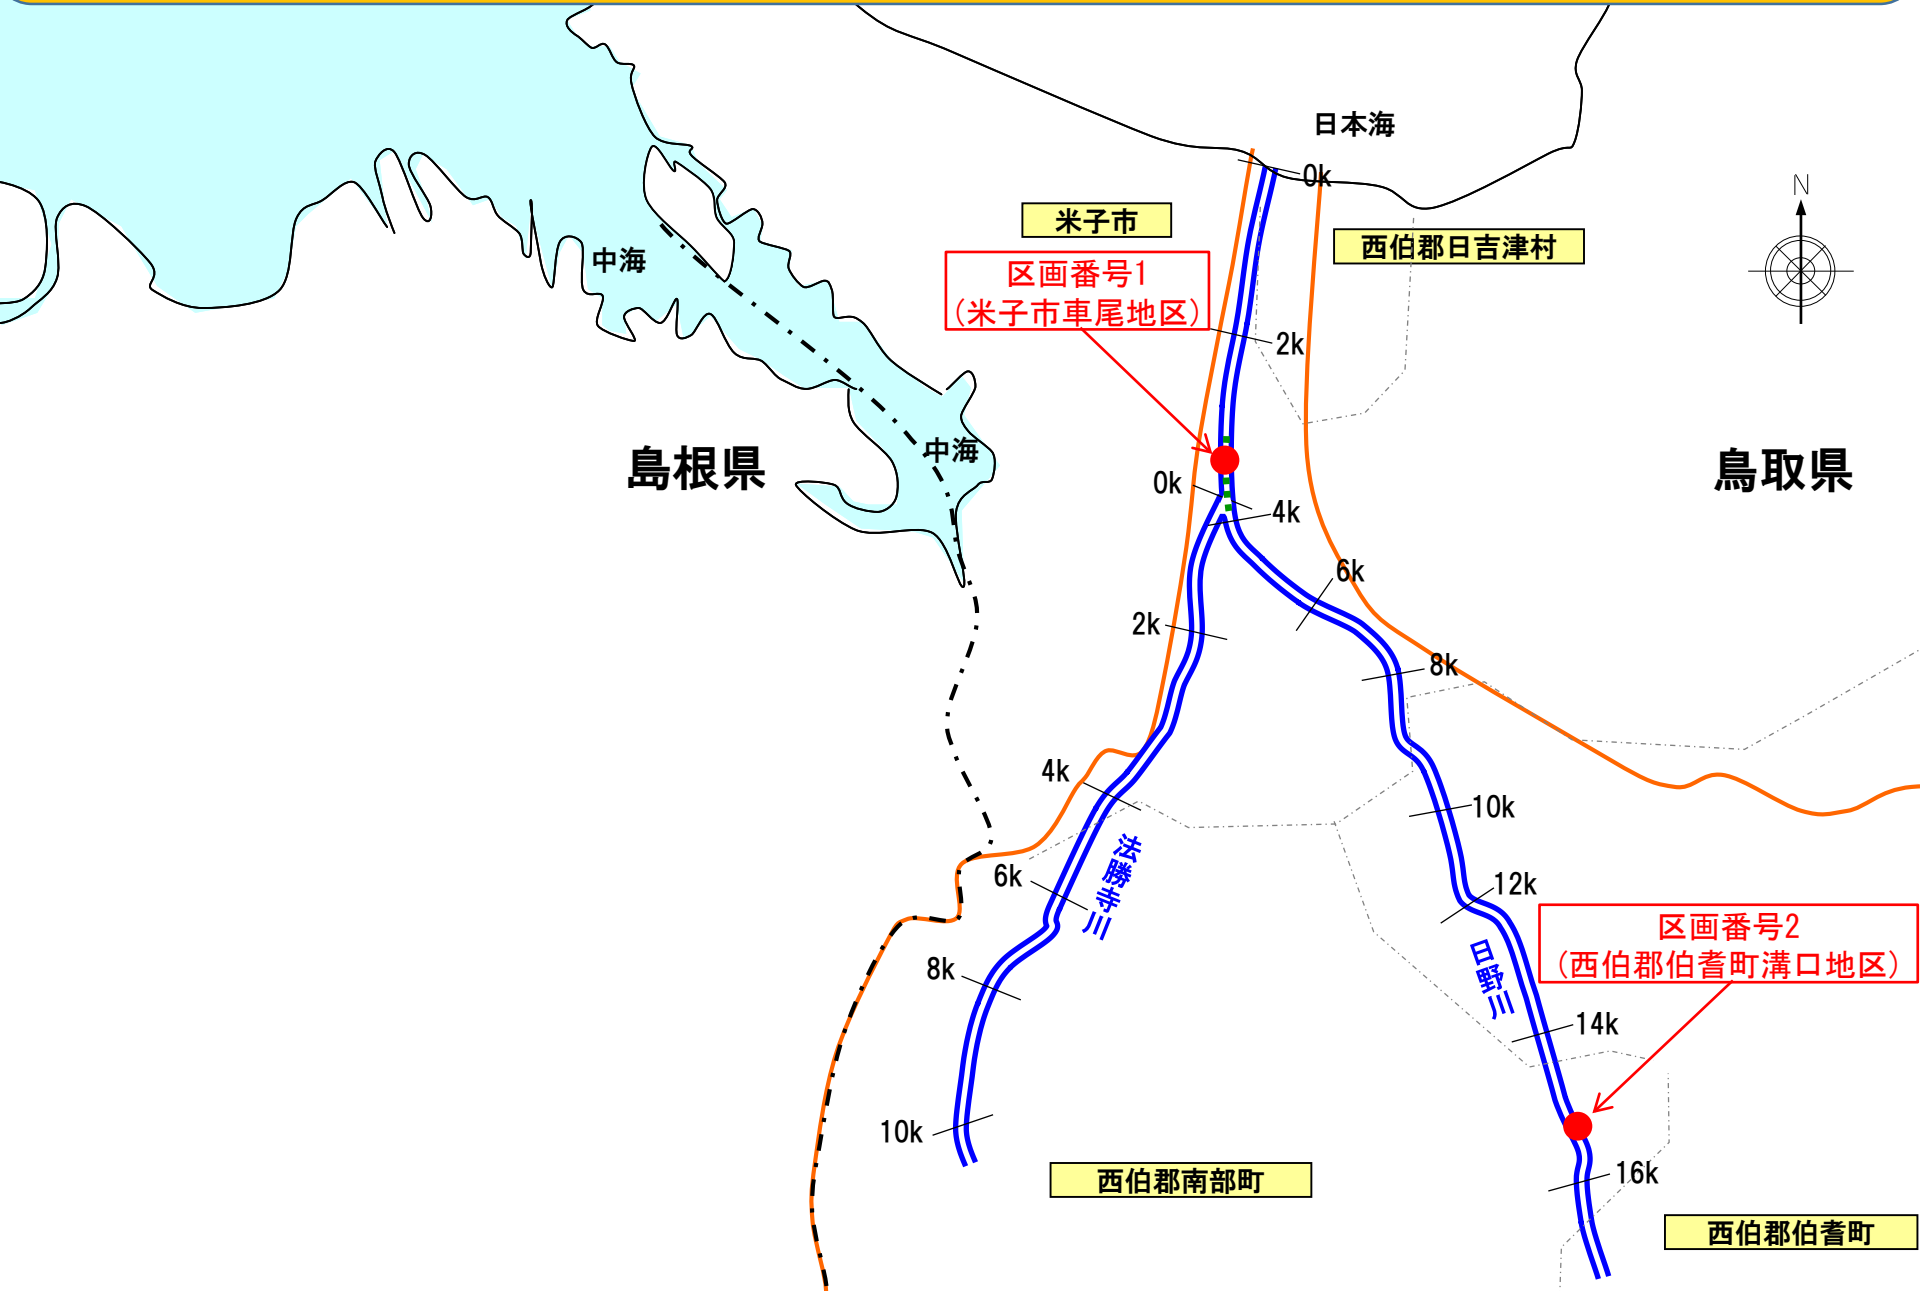 日本海
0k
N
米子市
西伯郡日吉津村
中海
区画番号1
(米子市車尾地区)
2k
島根県
中海
鳥取県
0k
4k
6k
2k
8k
4k
10k
法勝寺川
6k
12k
区画番号2
(西伯郡伯耆町溝口地区)
日野川
8k
14k
10k
西伯郡南部町
16k
西伯郡伯耆町